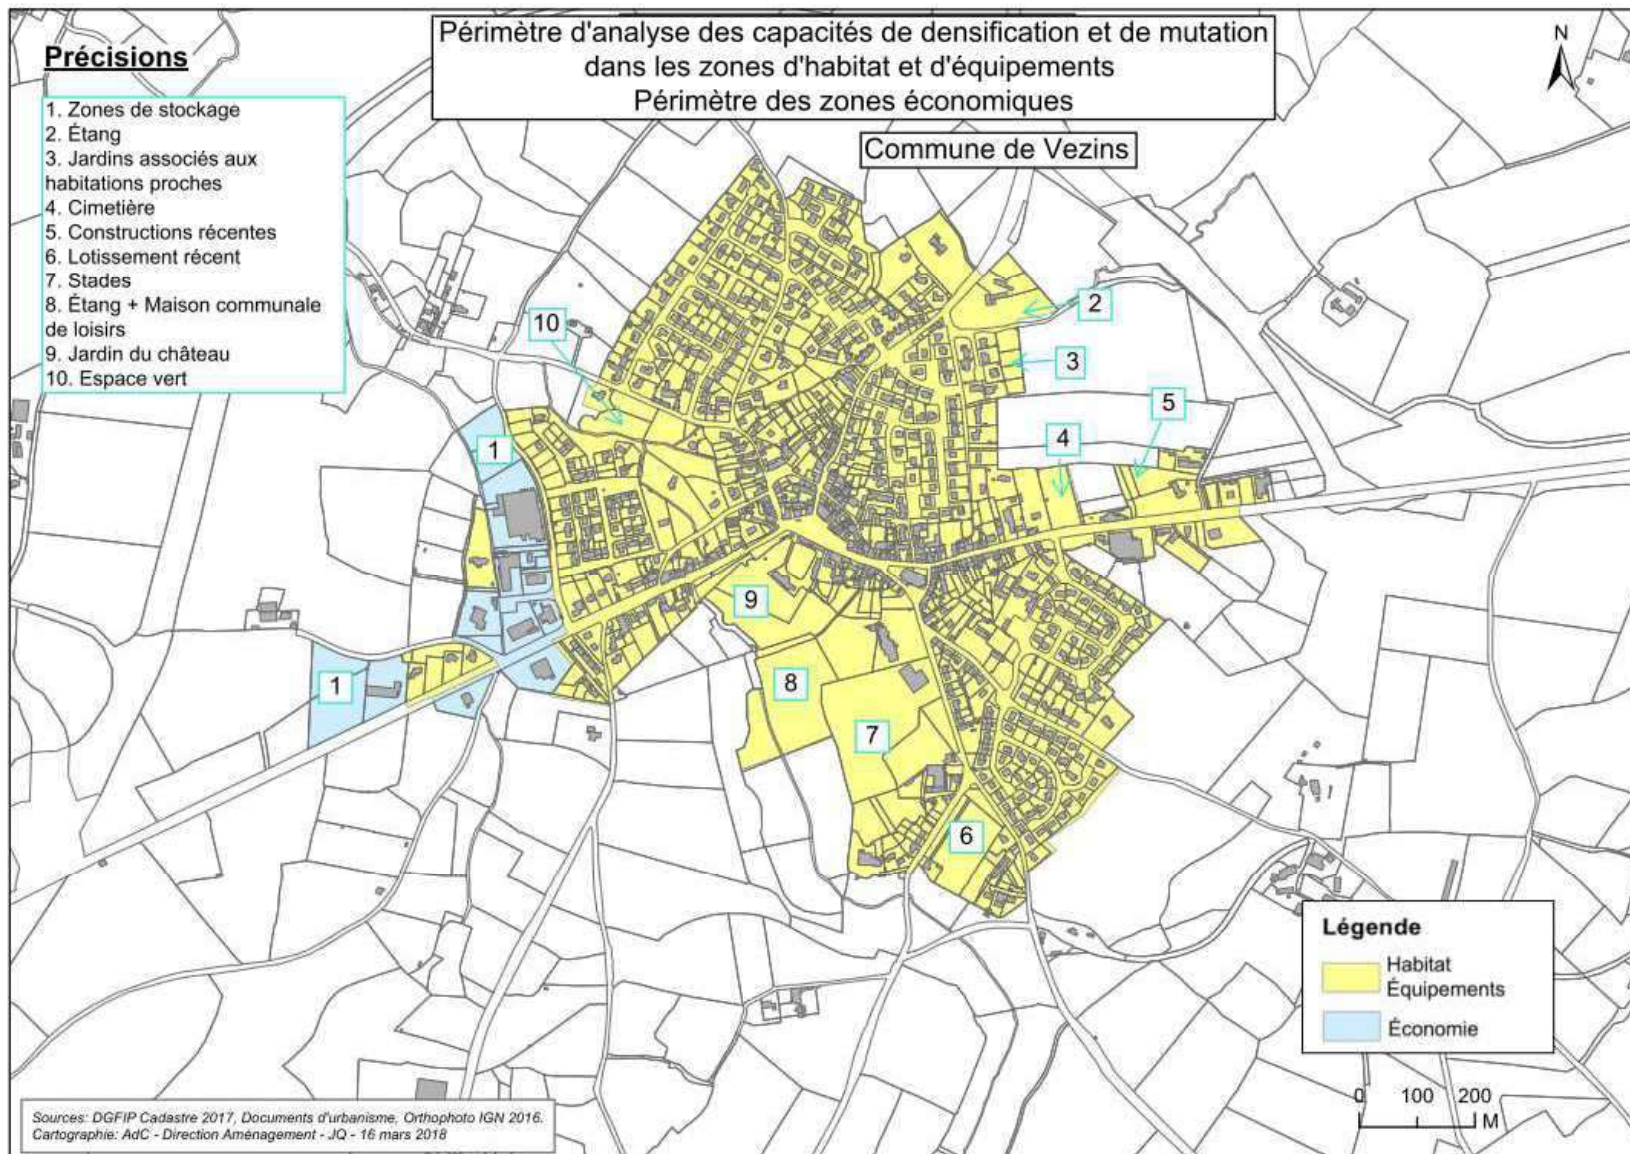 Périmètre d'analyse des capacités de densification et de mutation
dans les zones d'habitat et d'équipements
Périmètre des zones économiques
Commune de Vezins
N
Précisions
1. Zones de stockage
2. Étang
3. Jardins associés aux
habitations proches
4. Cimetière
5. Constructions récentes
6. Lotissement récent
7. Stades
8. Étang + Maison communale
de loisirs
9. Jardin du château
10. Espace vert
10
2
3
5
4
1
9
8
1
7
6
Légende
Habitat
Équipements
Économie
0 100 200
M
Sources: DGFIP Cadastre 2017, Documents d'urbanisme, Orthophoto IGN 2016.
Cartographie: AdC - Direction Aménagement - JQ - 16 mars 2018